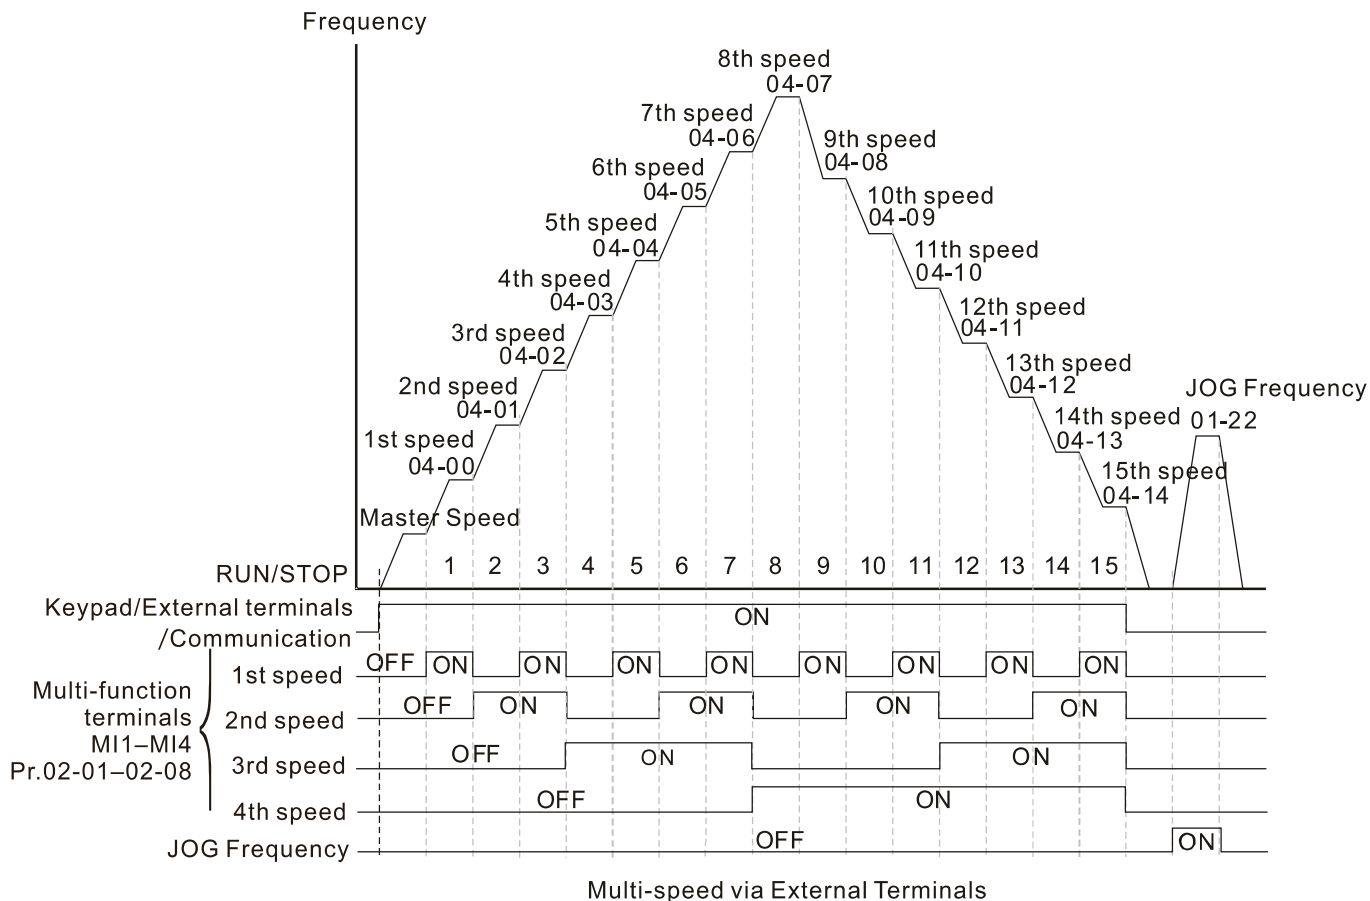 Frequency
8th speed
04-07
7th speed
04-06
9th speed
04-08
6th speed
04-05
10th speed
04-09
5th speed
04-04
11th speed
04-10
4th speed
04-03
12th speed
04-11
3rd speed
04-02
13th speed
04-12
2nd speed
04-01
JOG Frequency
01-22
14th speed
04-13
1st speed
04-00
15th speed
04-14
Master Speed
RUN/STOP 1 2 3 4 5 6 7 8 9 10 11 12 13 14 15
Keypad/External terminals
/Communication
ON
Multi-function
terminals
MI1–MI4
Pr.02-01–02-08
1st speed OFF ON ON ON ON ON ON ON ON
2nd speed OFF ON ON ON ON
3rd speed OFF ON ON
4th speed OFF ON
JOG Frequency OFF ON
Multi-speed via External Terminals